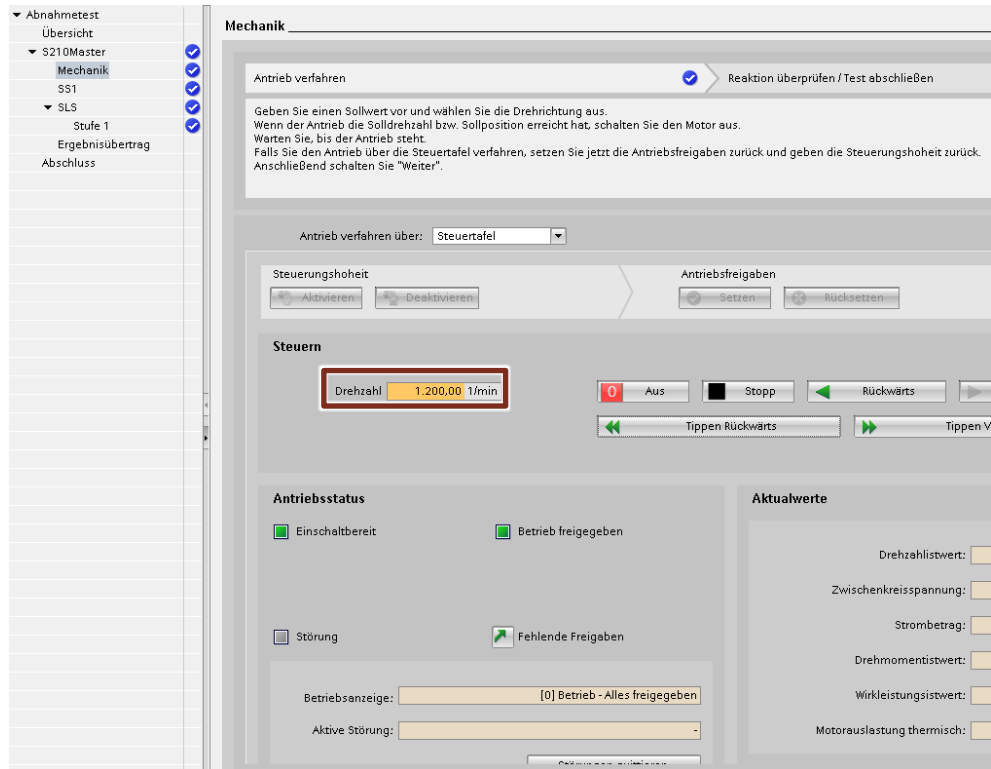 Abnahmetest
Übersicht
S210Master
Mechanik
SS1
SLS
Stufe 1
Ergebnisübertrag
Abschluss
Mechanik
Antrieb verfahren
Reaktion überprüfen / Test abschließen
Geben Sie einen Sollwert vor und wählen Sie die Drehrichtung aus.
Wenn der Antrieb die Solldrehzahl bzw. Sollposition erreicht hat, schalten Sie den Motor aus.
Warten Sie, bis der Antrieb steht.
Falls Sie den Antrieb über die Steuertafel verfahren, setzen Sie jetzt die Antriebsfreigaben zurück und geben die Steuerungshoheit zurück.
Anschließend schalten Sie "Weiter".
Antrieb verfahren über: Steuertafel
Steuerungshoheit
Aktivieren Deaktivieren
Antriebsfreigaben
Setzen Rücksetzen
Steuern
Drehzahl 1.200,00 1/min
0 Aus Stopp Rückwärts
Tippen Rückwärts Tippen V
Antriebsstatus
Einschaltbereit Betrieb freigegeben
Störung Fehlende Freigaben
Betriebsanzeige: [0] Betrieb - Alles freigegeben
Aktive Störung: -
Störungen quittieren
Aktualwerte
Drehzahlistwert:
Zwischenkreisspannung:
Strombetrag:
Drehmomentistwert:
Wirkleistungsistwert:
Motorauslastung thermisch: